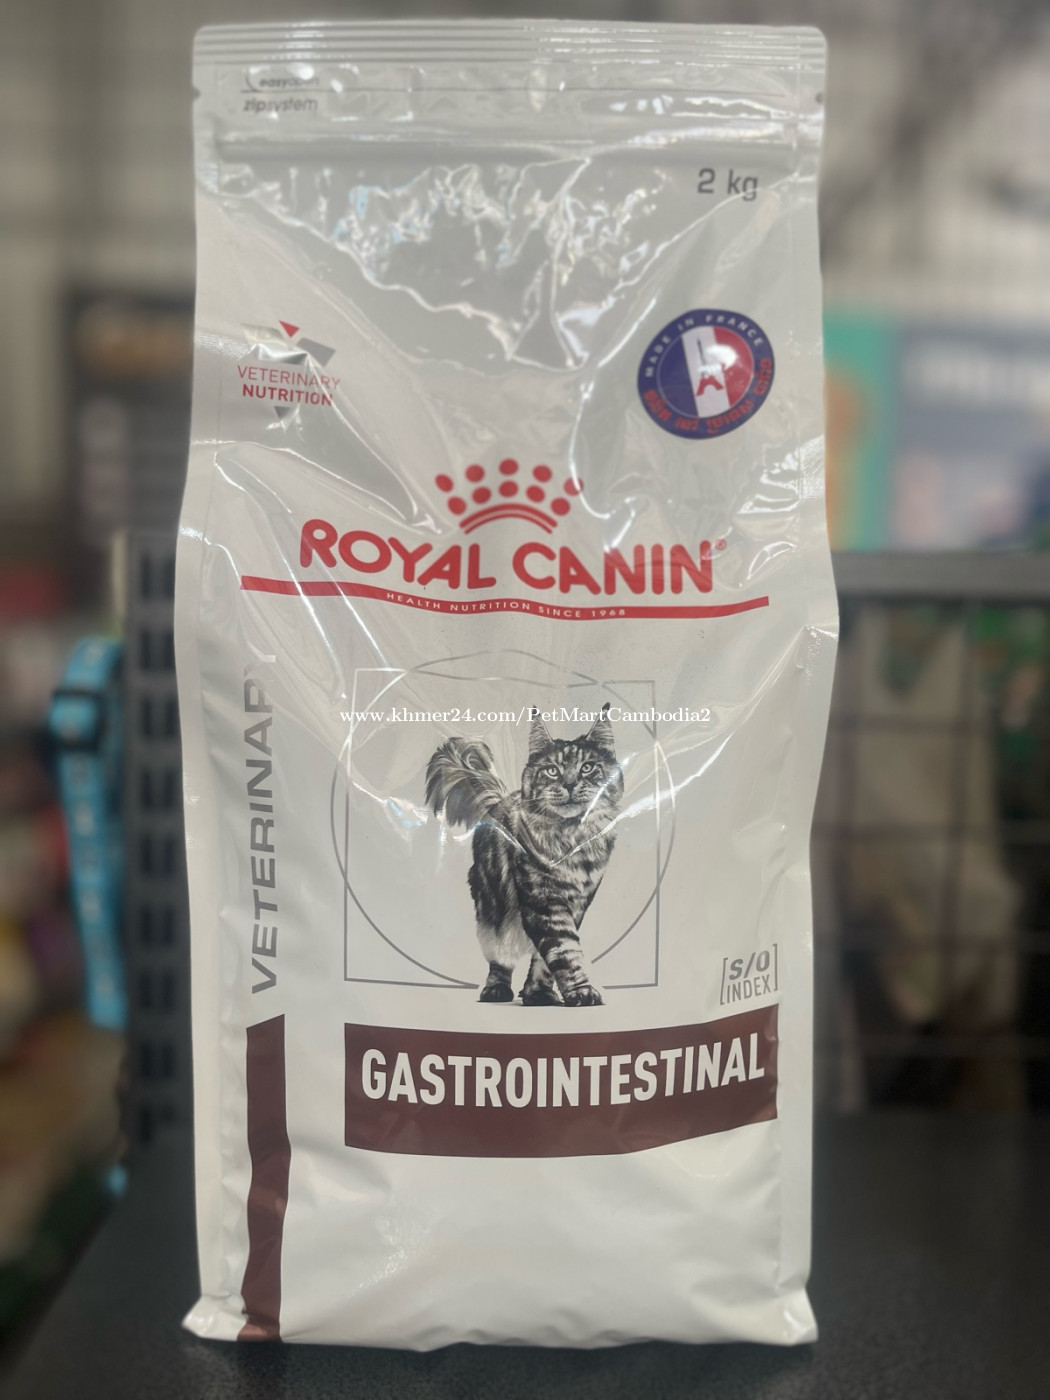 easyopen
zipsystem
2 kg
MADE IN FRANCE
VETERINARY
NUTRITION
ROYAL CANIN
HEALTH NUTRITION SINCE 1968
www.khmer24.com/PetMartCambodia2
VETERINARY
S/O
INDEX
GASTROINTESTINAL